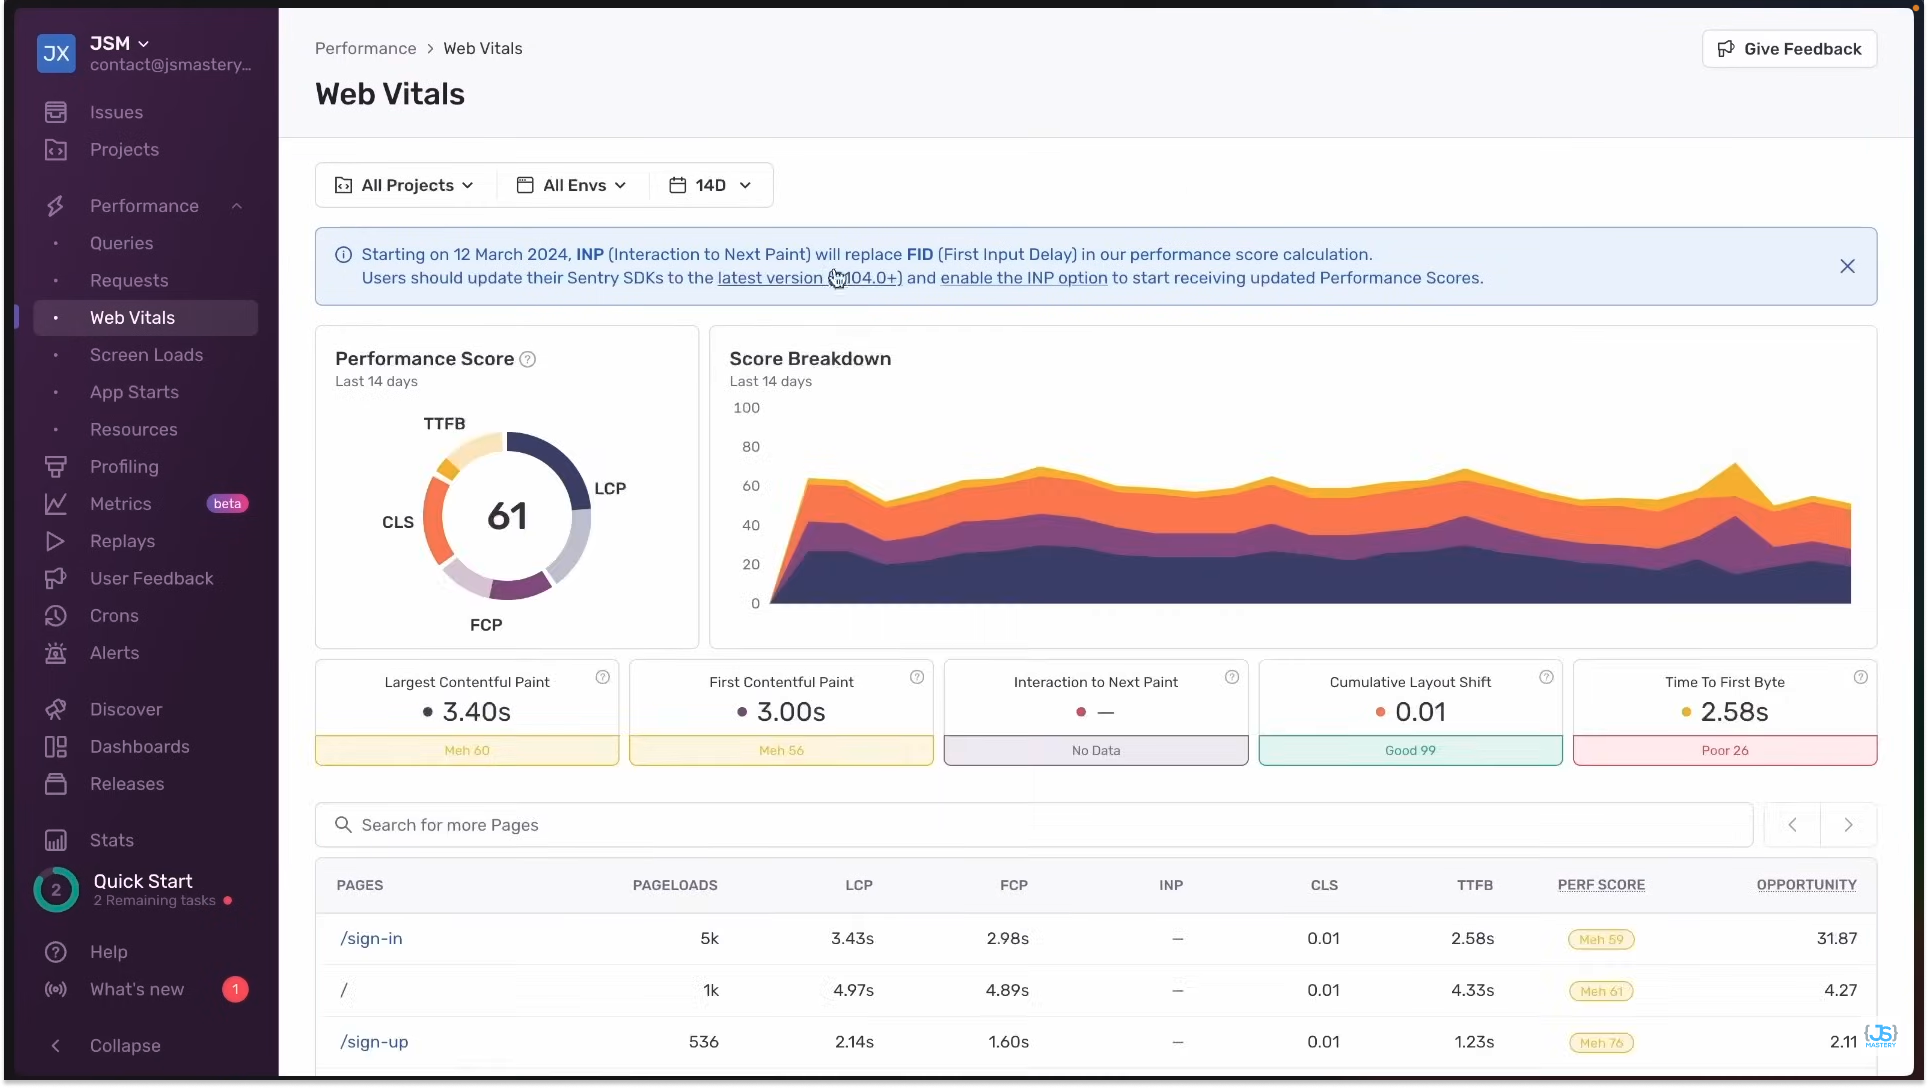 JX
JSM
contact@jsmastery...
Issues
Projects
Performance
Queries
Requests
Web Vitals
Screen Loads
App Starts
Resources
Profiling
Metrics beta
Replays
User Feedback
Crons
Alerts
Discover
Dashboards
Releases
Stats
2
Quick Start
2 Remaining tasks
Help
What's new 1
Collapse
Performance > Web Vitals
Give Feedback
Web Vitals
All Projects All Envs 14D
Starting on 12 March 2024, INP (Interaction to Next Paint) will replace FID (First Input Delay) in our performance score calculation.
Users should update their Sentry SDKs to the latest version 104.0+) and enable the INP option to start receiving updated Performance Scores.
Performance Score
Last 14 days
TTFB
LCP
61
CLS
FCP
Score Breakdown
Last 14 days
100
80
60
40
20
0
Largest Contentful Paint
3.40s
Meh 60
First Contentful Paint
3.00s
Meh 56
Interaction to Next Paint
—
No Data
Cumulative Layout Shift
0.01
Good 99
Time To First Byte
2.58s
Poor 26
Search for more Pages
PAGES PAGELOADS LCP FCP INP CLS TTFB PERF SCORE OPPORTUNITY
/sign-in 5k 3.43s 2.98s — 0.01 2.58s Meh 59 31.87
/ 1k 4.97s 4.89s — 0.01 4.33s Meh 61 4.27
/sign-up 536 2.14s 1.60s — 0.01 1.23s Meh 76 2.11
{JS}
MASTERY